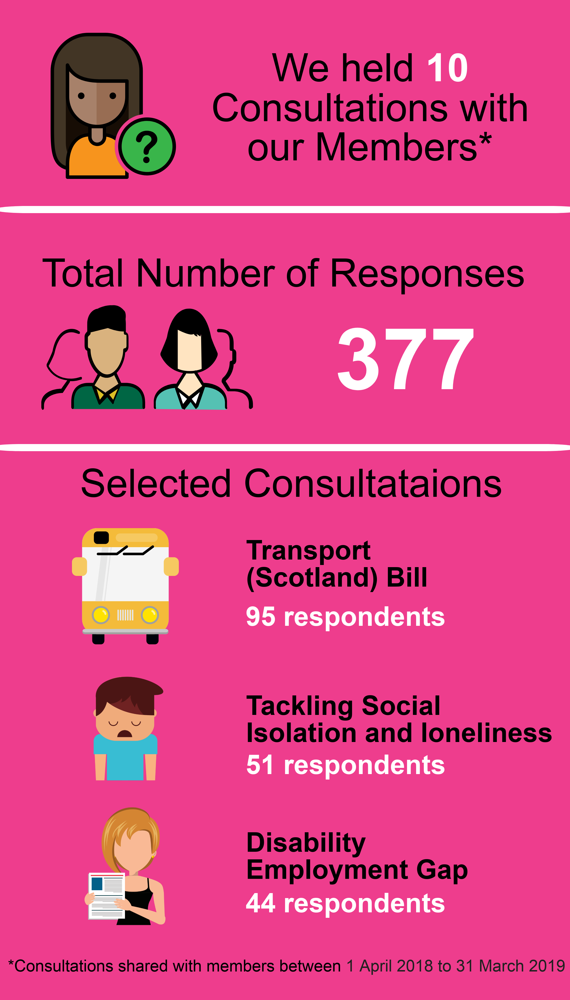 We held 10
Consultations with
our Members*
?
Total Number of Responses
377
Selected Consultataions
Transport
(Scotland) Bill
95 respondents
Tackling Social
Isolation and loneliness
51 respondents
Disability
Employment Gap
44 respondents
*Consultations shared with members between 1 April 2018 to 31 March 2019